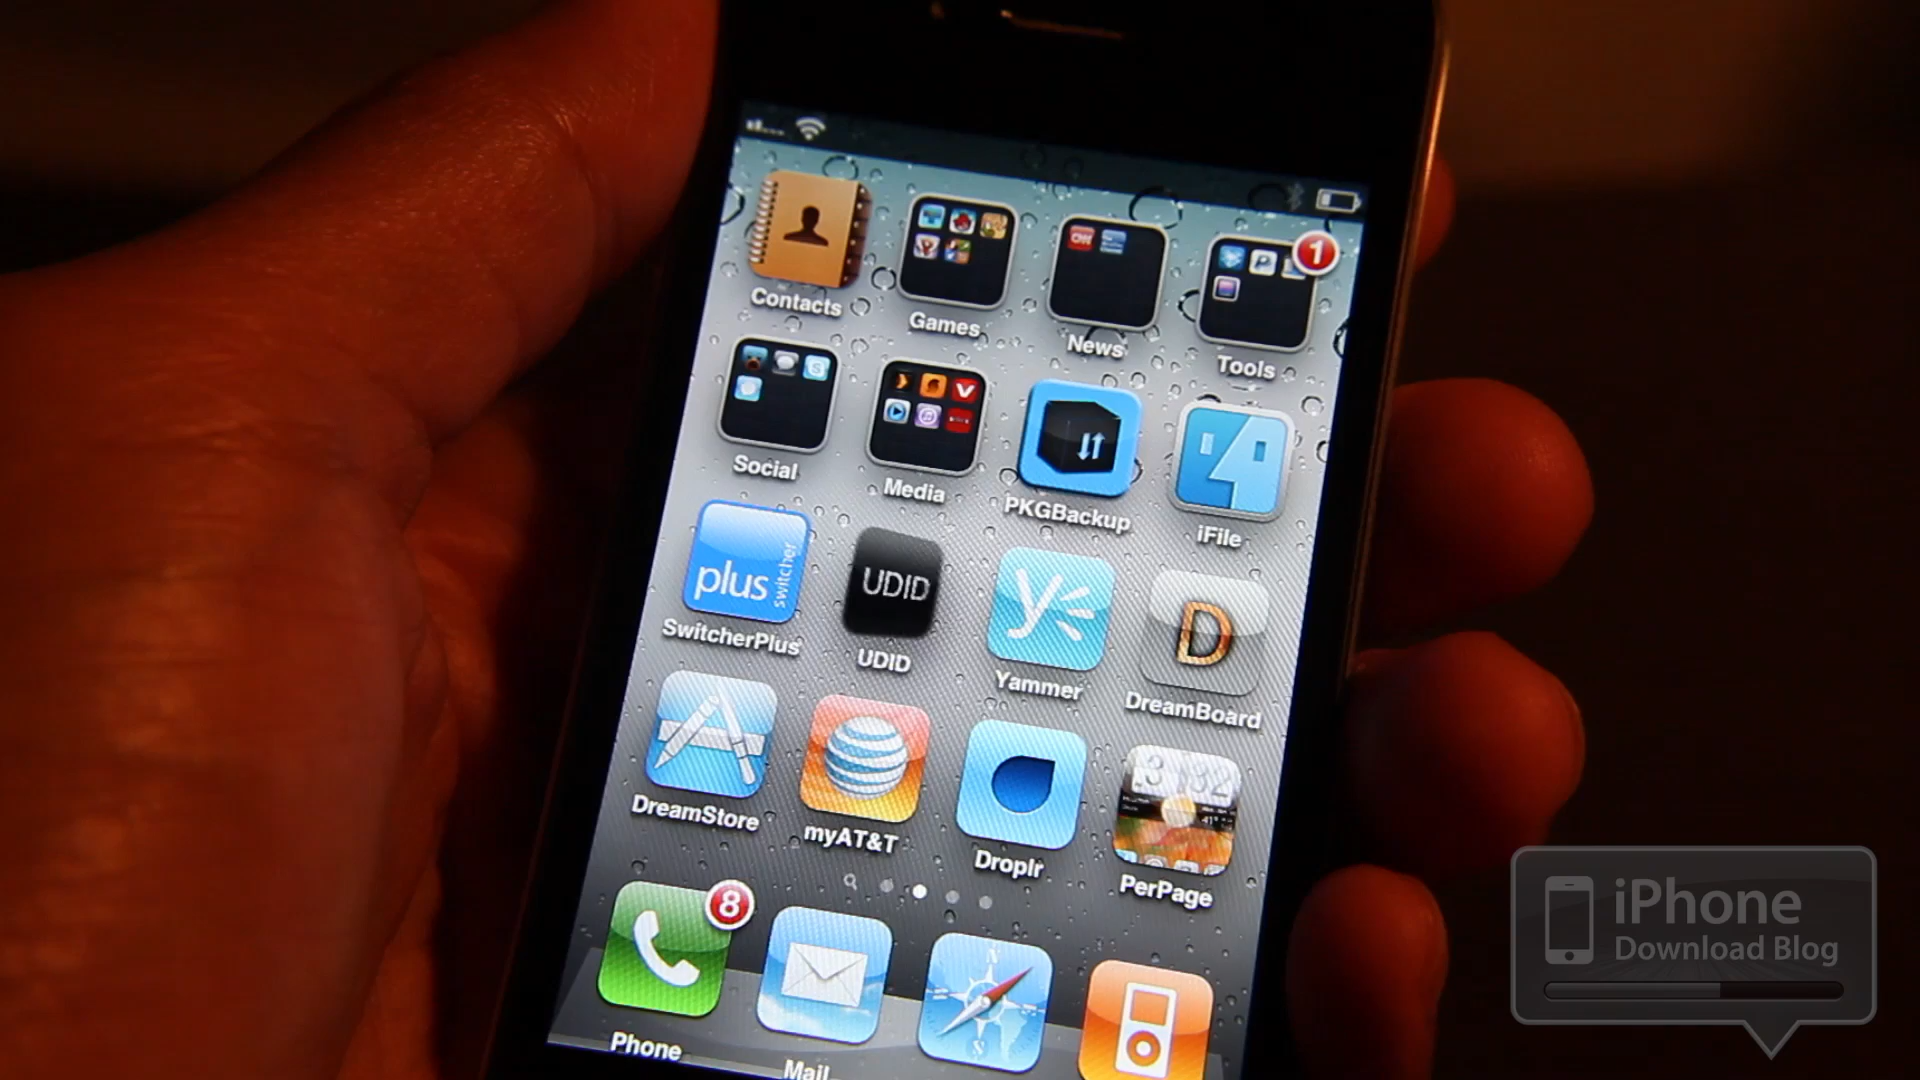 Contacts
Games
News
1
Tools
Social
Media
PKGBackup
iFile
plus
switcher
SwitcherPlus
UDID
UDID
Yammer
D
DreamBoard
DreamStore
myAT&T
Droplr
PerPage
8
Phone
Mail
iPhone
Download Blog